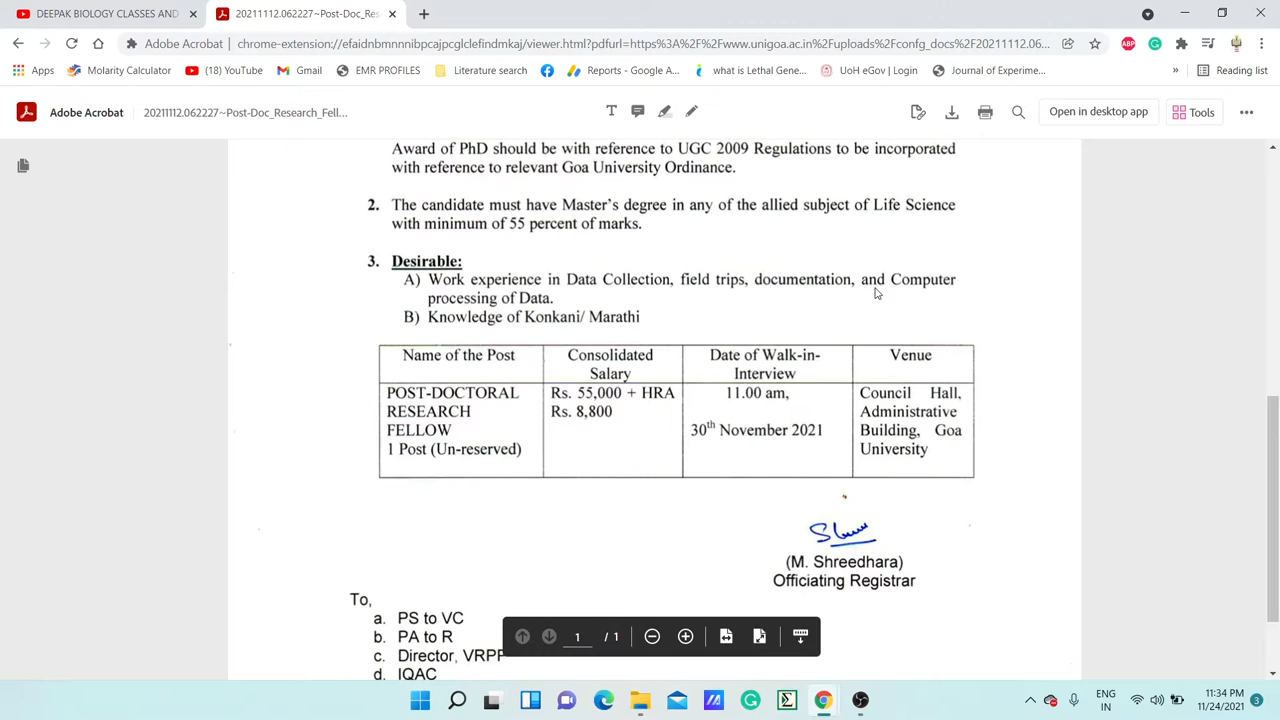 DEEPAK BIOLOGY CLASSES AND
20211112.062227~Post-Doc_Res
Adobe Acrobat
chrome-extension://efaidnbmnnnibpcajpcglclefindmkaj/viewer.html?pdfurl=https%3A%2F%2Fwww.unigoa.ac.in%2Fuploads%2Fconfg_docs%2F20211112.06...
ABP
Apps
Molarity Calculator
(18) YouTube
Gmail
EMR PROFILES
Literature search
Reports - Google A...
what is Lethal Gene...
UoH eGov | Login
Journal of Experime...
»
Reading list
Adobe Acrobat
20211112.062227~Post-Doc_Research_Fell...
Open in desktop app
Tools
Award of PhD should be with reference to UGC 2009 Regulations to be incorporated
with reference to relevant Goa University Ordinance.
2. The candidate must have Master's degree in any of the allied subject of Life Science
with minimum of 55 percent of marks.
3. Desirable:
A) Work experience in Data Collection, field trips, documentation, and Computer
processing of Data.
B) Knowledge of Konkani/ Marathi
Name of the Post
Consolidated
Salary
Date of Walk-in-
Interview
Venue
POST-DOCTORAL
RESEARCH
FELLOW
1 Post (Un-reserved)
Rs. 55,000 + HRA
Rs. 8,800
11.00 am,
30th November 2021
Council Hall,
Administrative
Building, Goa
University
(M. Shreedhara)
Officiating Registrar
To,
a. PS to VC
b. PA to R
c. Director, VRPP
d. IQAC
1 / 1
ENG
IN
11:34 PM
11/24/2021
3